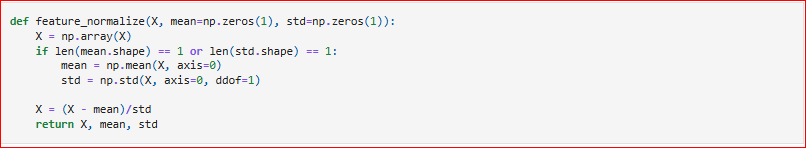 def feature_normalize(X, mean=np.zeros(1), std=np.zeros(1)):
    X = np.array(X)
    if len(mean.shape) == 1 or len(std.shape) == 1:
        mean = np.mean(X, axis=0)
        std = np.std(X, axis=0, ddof=1)

    X = (X - mean)/std
    return X, mean, std